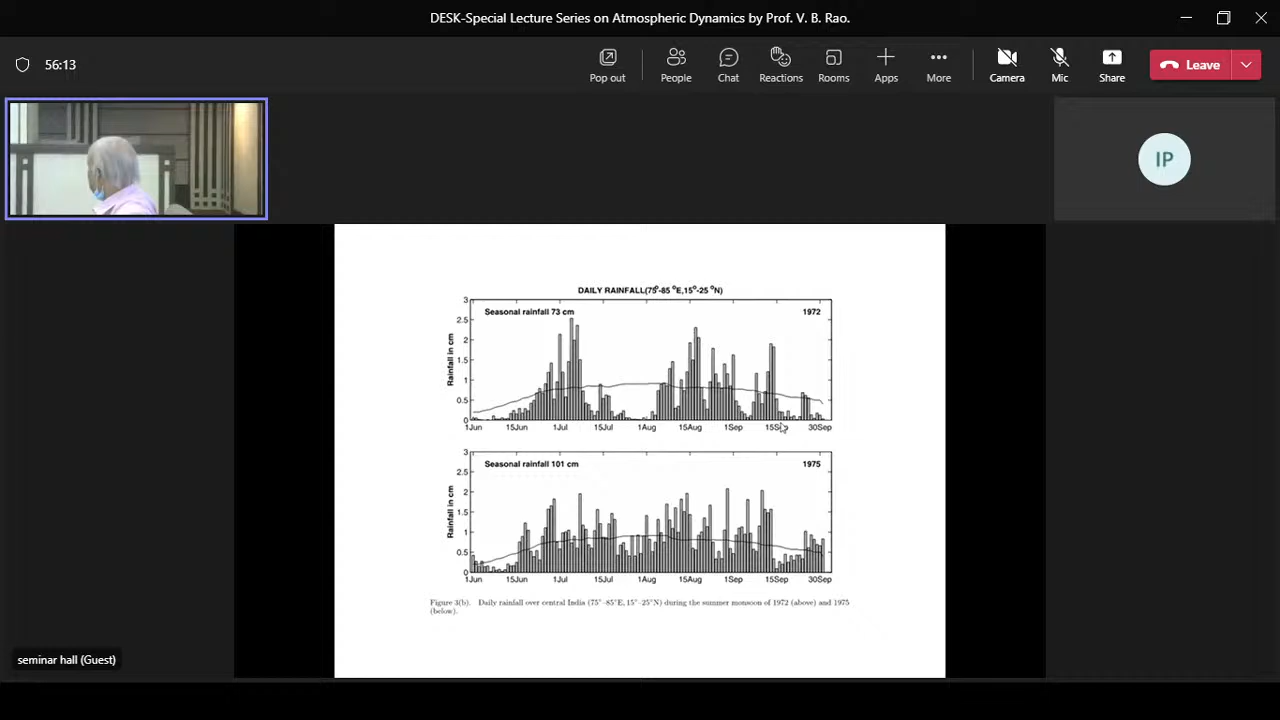 DESK-Special Lecture Series on Atmospheric Dynamics by Prof. V. B. Rao.
56:13
Pop out
People
Chat
Reactions
Rooms
Apps
More
Camera
Mic
Share
Leave
IP
DAILY RAINFALL(75°-85 °E,15°-25 °N)
Seasonal rainfall 73 cm
1972
Rainfall in cm
3
2.5
2
1.5
1
0.5
0
1Jun 15Jun 1Jul 15Jul 1Aug 15Aug 1Sep 15Sep 30Sep
Seasonal rainfall 101 cm
1975
Rainfall in cm
3
2.5
2
1.5
1
0.5
0
1Jun 15Jun 1Jul 15Jul 1Aug 15Aug 1Sep 15Sep 30Sep
Figure 3(b). Daily rainfall over central India (75°–85°E, 15°–25°N) during the summer monsoon of 1972 (above) and 1975
(below).
seminar hall (Guest)